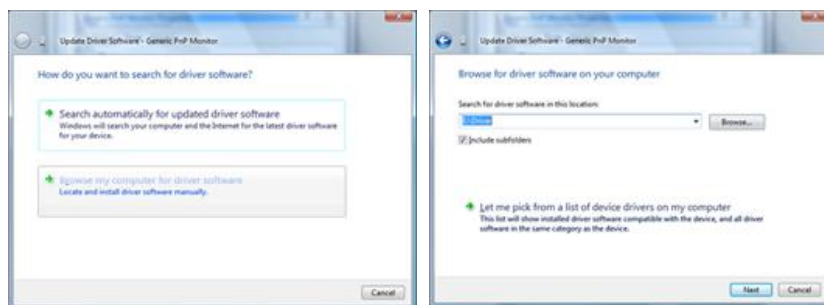 Update Driver Software - Generic PnP Monitor
How do you want to search for driver software?
Search automatically for updated driver software
Windows will search your computer and the Internet for the latest driver software
for your device.
Browse my computer for driver software
Locate and install driver software manually.
Cancel
Update Driver Software - Generic PnP Monitor
Browse for driver software on your computer
Search for driver software in this location:
Browse...
Include subfolders
Let me pick from a list of device drivers on my computer
This list will show installed driver software compatible with the device, and all driver
software in the same category as the device.
Next
Cancel